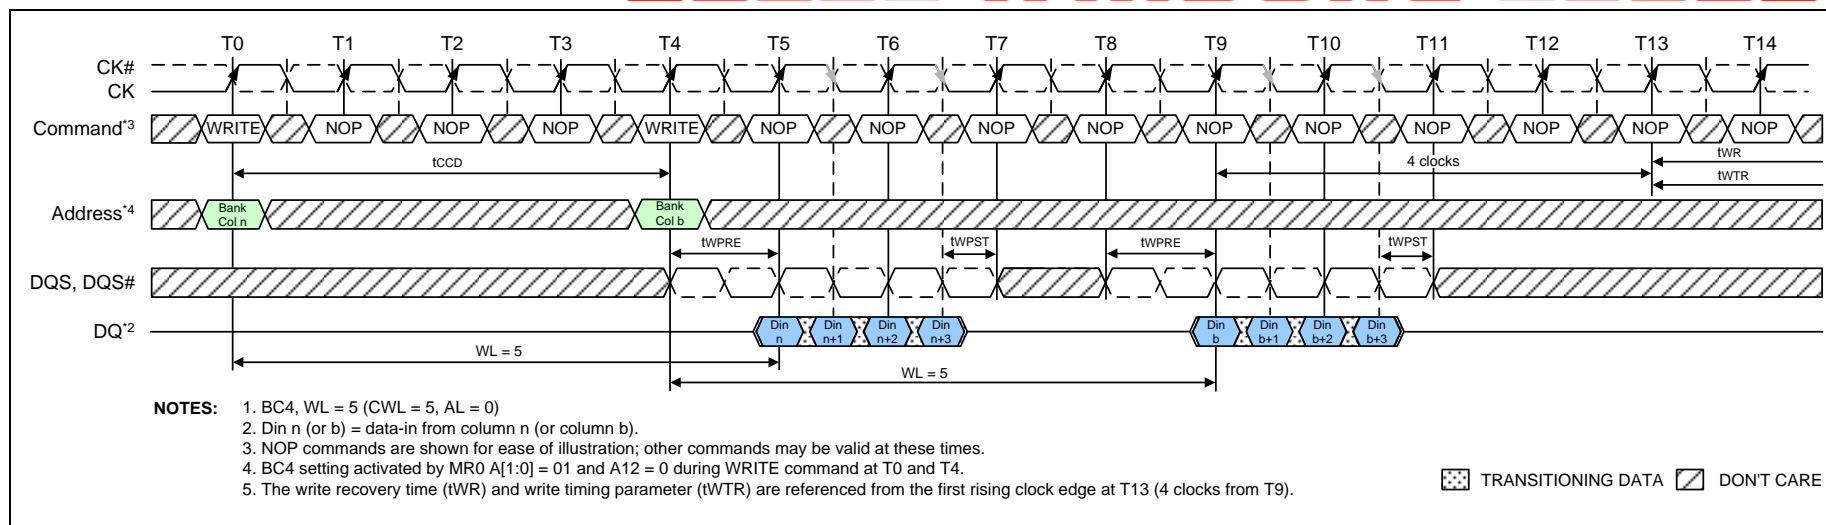 T0 T1 T2 T3 T4 T5 T6 T7 T8 T9 T10 T11 T12 T13 T14
CK#
CK
Command*3 WRITE NOP NOP NOP WRITE NOP NOP NOP NOP NOP NOP NOP NOP NOP NOP
tCCD 4 clocks tWR
tWTR
Address*4 Bank Col n Bank Col b
tWPRE tWPST tWPRE tWPST
DQS, DQS#
DQ*2 Din n Din n+1 Din n+2 Din n+3 Din b Din b+1 Din b+2 Din b+3
WL = 5
WL = 5
NOTES: 1. BC4, WL = 5 (CWL = 5, AL = 0)
2. Din n (or b) = data-in from column n (or column b).
3. NOP commands are shown for ease of illustration; other commands may be valid at these times.
4. BC4 setting activated by MR0 A[1:0] = 01 and A12 = 0 during WRITE command at T0 and T4.
5. The write recovery time (tWR) and write timing parameter (tWTR) are referenced from the first rising clock edge at T13 (4 clocks from T9).
TRANSITIONING DATA DON'T CARE